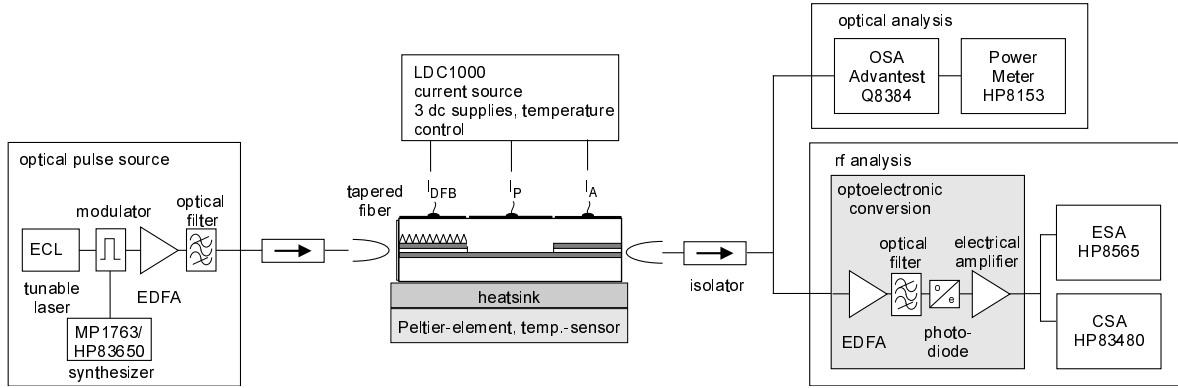 optical pulse source
ECL
tunable
laser
modulator
EDFA
optical
filter
MP1763/
HP83650
synthesizer
LDC1000
current source
3 dc supplies, temperature
control
tapered
fiber
I_DFB
I_P
I_A
heatsink
Peltier-element, temp.-sensor
isolator
optical analysis
OSA
Advantest
Q8384
Power
Meter
HP8153
rf analysis
optoelectronic
conversion
EDFA
optical
filter
o
e
photo-
diode
electrical
amplifier
ESA
HP8565
CSA
HP83480